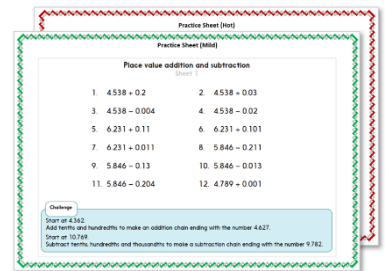 Practice Sheet (Hot)
Practice Sheet (Mild)
Place value addition and subtraction
Sheet 1
1. 4.538 + 0.2 2. 4.538 + 0.03
3. 4.538 – 0.004 4. 4.538 – 0.02
5. 6.231 + 0.11 6. 6.231 + 0.101
7. 6.231 + 0.011 8. 5.846 – 0.211
9. 5.846 – 0.13 10. 5.846 – 0.013
11. 5.846 – 0.204 12. 4.789 + 0.001
Challenge
Start at 4.362.
Add tenths and hundredths to make an addition chain ending with the number 4.627.
Start at 10.769.
Subtract tenths, hundredths and thousandths to make a subtraction chain ending with the number 9.782.